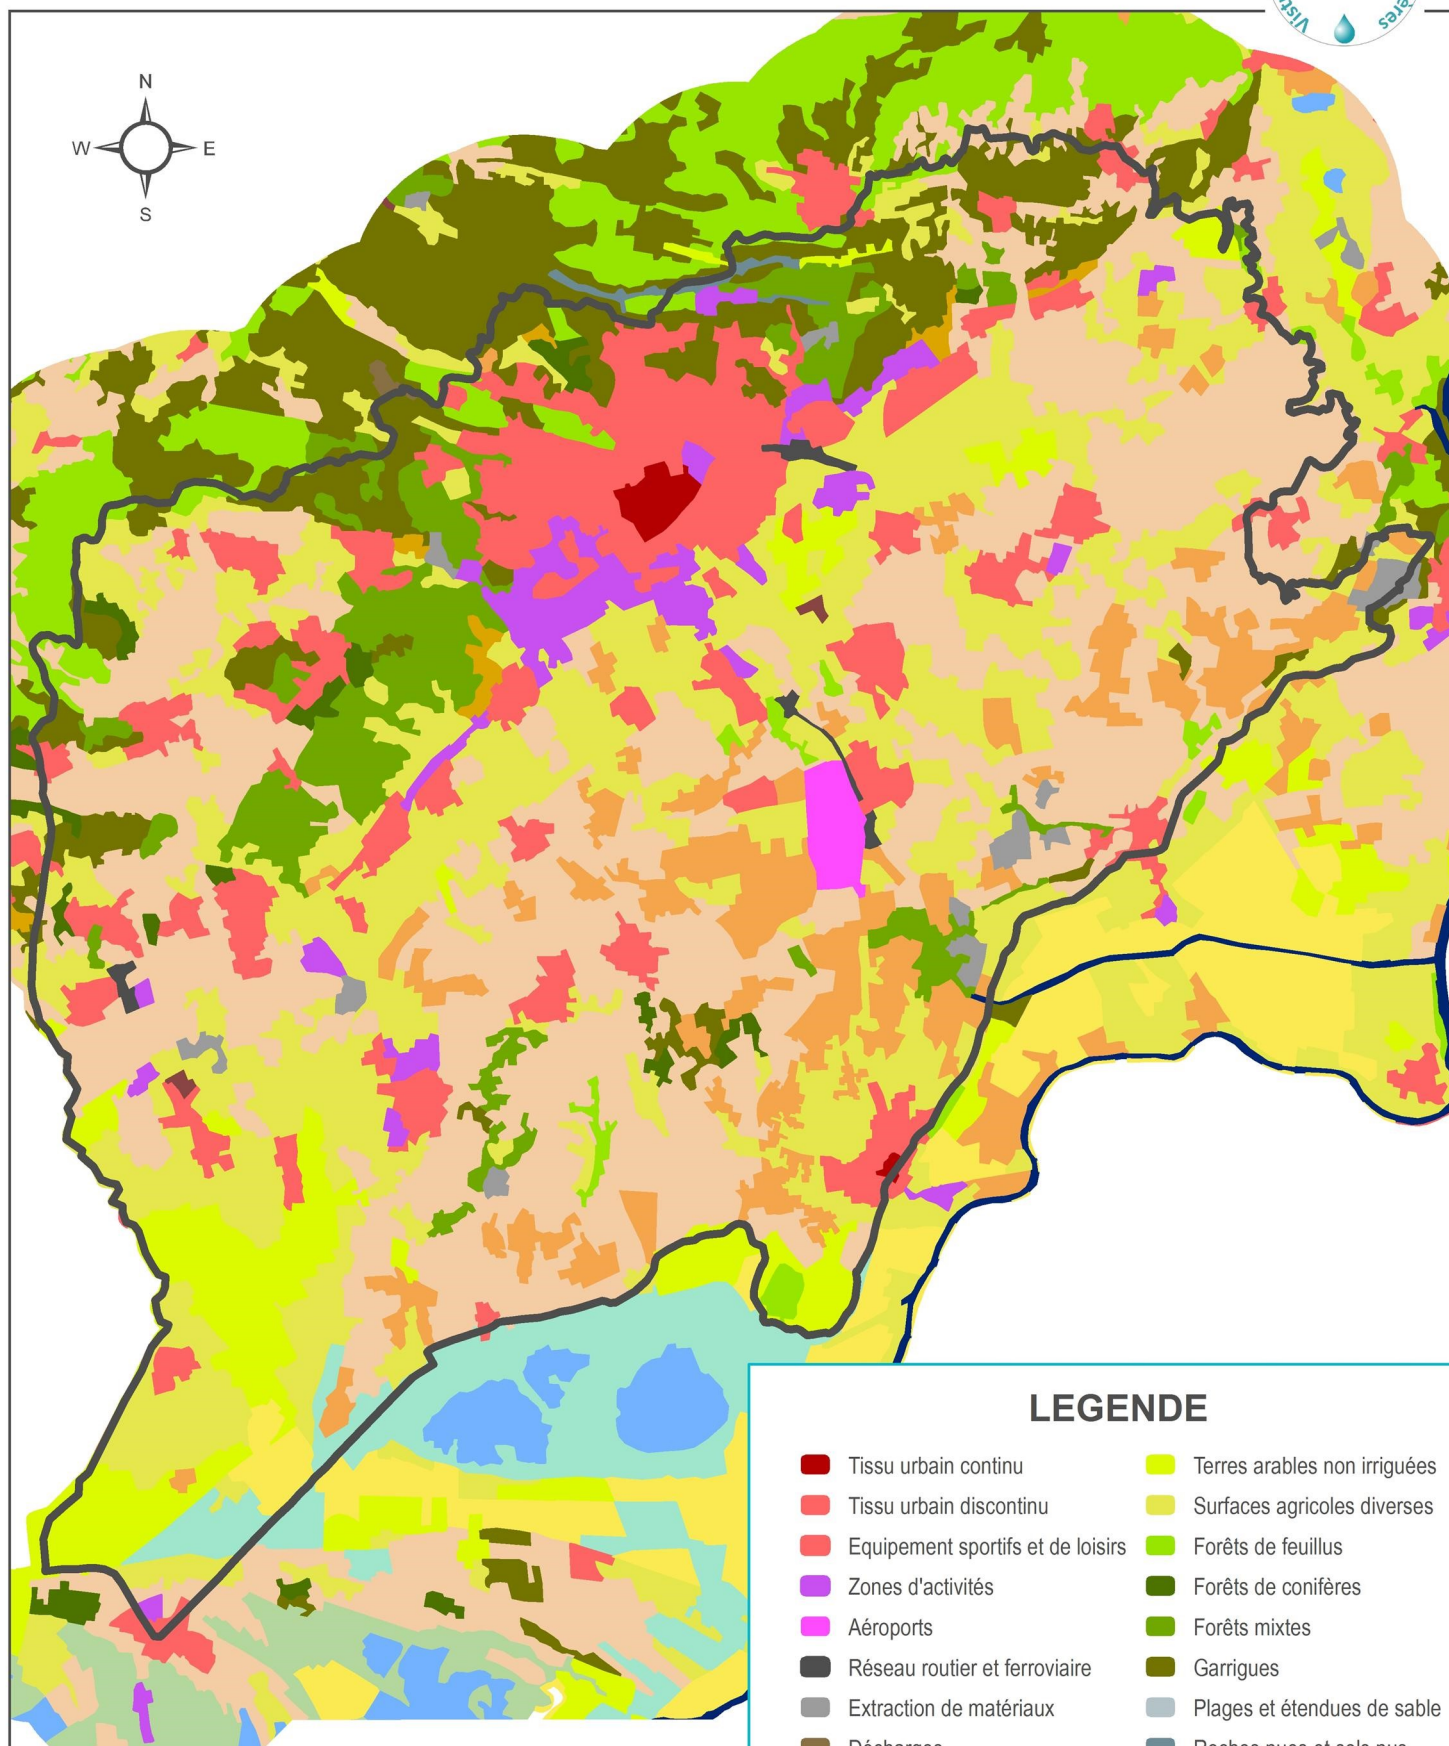 N
W
E
S
LEGENDE
Tissu urbain continu
Tissu urbain discontinu
Equipement sportifs et de loisirs
Zones d'activités
Aéroports
Réseau routier et ferroviaire
Extraction de matériaux
Terres arables non irriguées
Surfaces agricoles diverses
Forêts de feuillus
Forêts de conifères
Forêts mixtes
Garrigues
Plages et étendues de sable